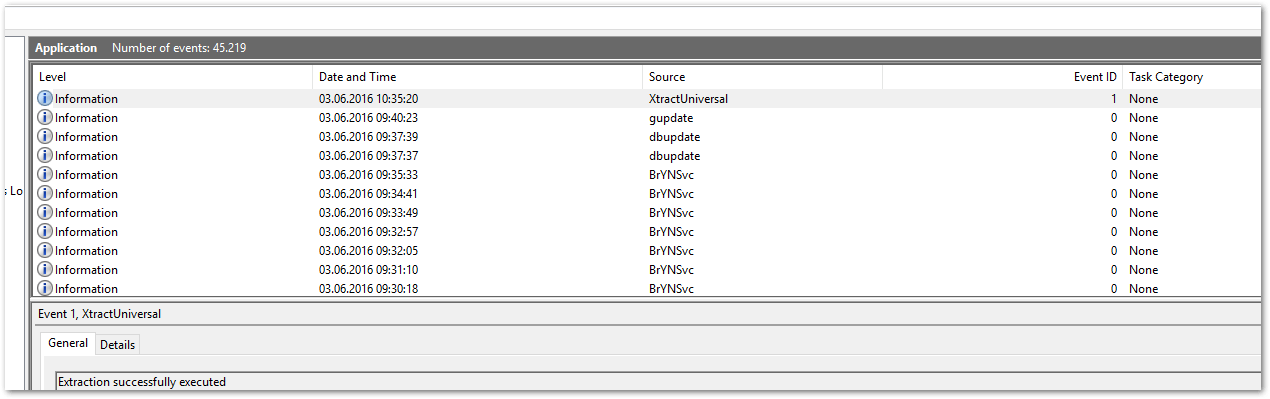 Application Number of events: 45.219
Level Date and Time Source Event ID Task Category
Information 03.06.2016 10:35:20 XtractUniversal 1 None
Information 03.06.2016 09:40:23 gupdate 0 None
Information 03.06.2016 09:37:39 dbupdate 0 None
Information 03.06.2016 09:37:37 dbupdate 0 None
Information 03.06.2016 09:35:33 BrYNSvc 0 None
s Lo Information 03.06.2016 09:34:41 BrYNSvc 0 None
Information 03.06.2016 09:33:49 BrYNSvc 0 None
Information 03.06.2016 09:32:57 BrYNSvc 0 None
Information 03.06.2016 09:32:05 BrYNSvc 0 None
Information 03.06.2016 09:31:10 BrYNSvc 0 None
Information 03.06.2016 09:30:18 BrYNSvc 0 None
Event 1, XtractUniversal
General Details
Extraction successfully executed